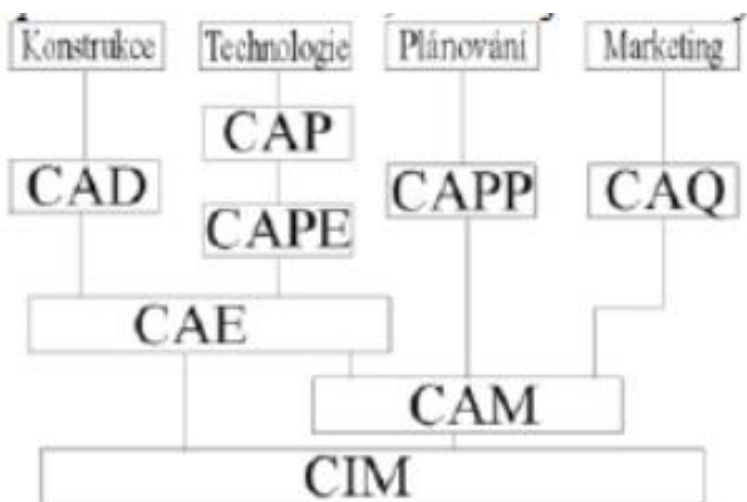 Konstrukce
Technologie
Plánování
Marketing
CAP
CAD
CAPP
CAQ
CAPE
CAE
CAM
CIM